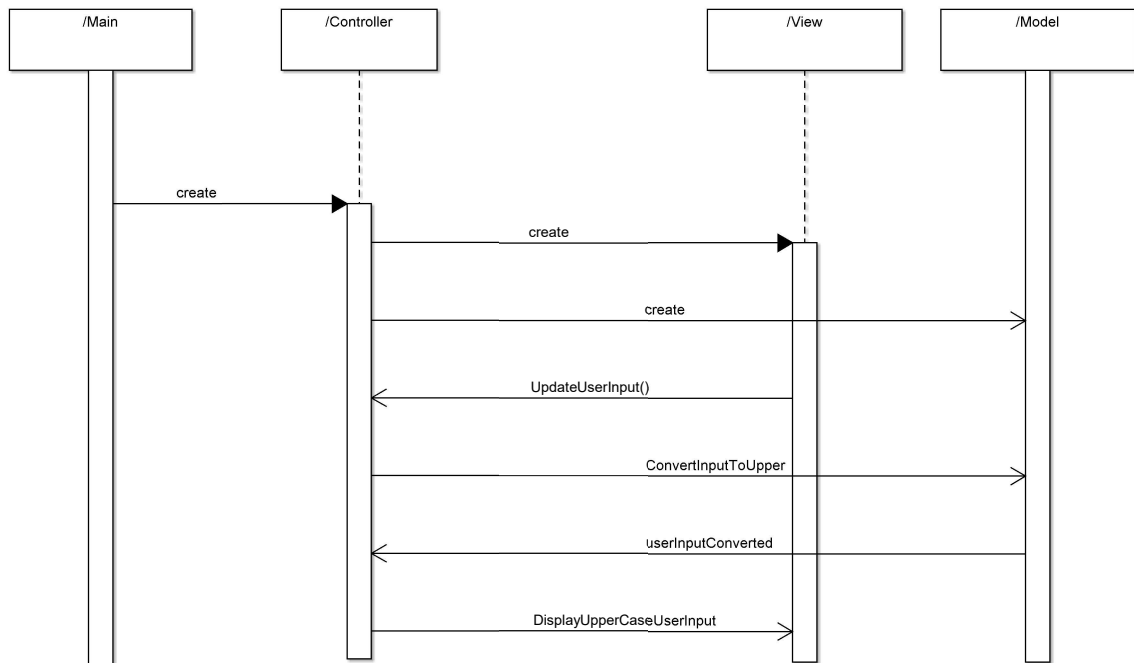 /Main
/Controller
/View
/Model
create
create
create
UpdateUserInput()
ConvertInputToUpper
userInputConverted
DisplayUpperCaseUserInput